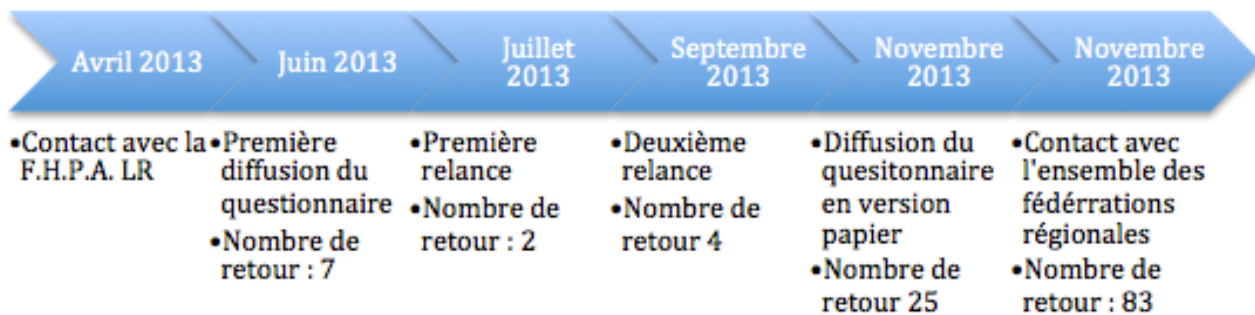 Avril 2013
•Contact avec la
F.H.P.A. LR
Juin 2013
•Première
diffusion du
questionnaire
•Nombre de
retour : 7
Juillet
2013
•Première
relance
•Nombre de
retour : 2
Septembre
2013
•Deuxième
relance
•Nombre de
retour 4
Novembre
2013
•Diffusion du
quesitonnaire
en version
papier
•Nombre de
retour 25
Novembre
2013
•Contact avec
l'ensemble des
fédérrations
régionales
•Nombre de
retour : 83